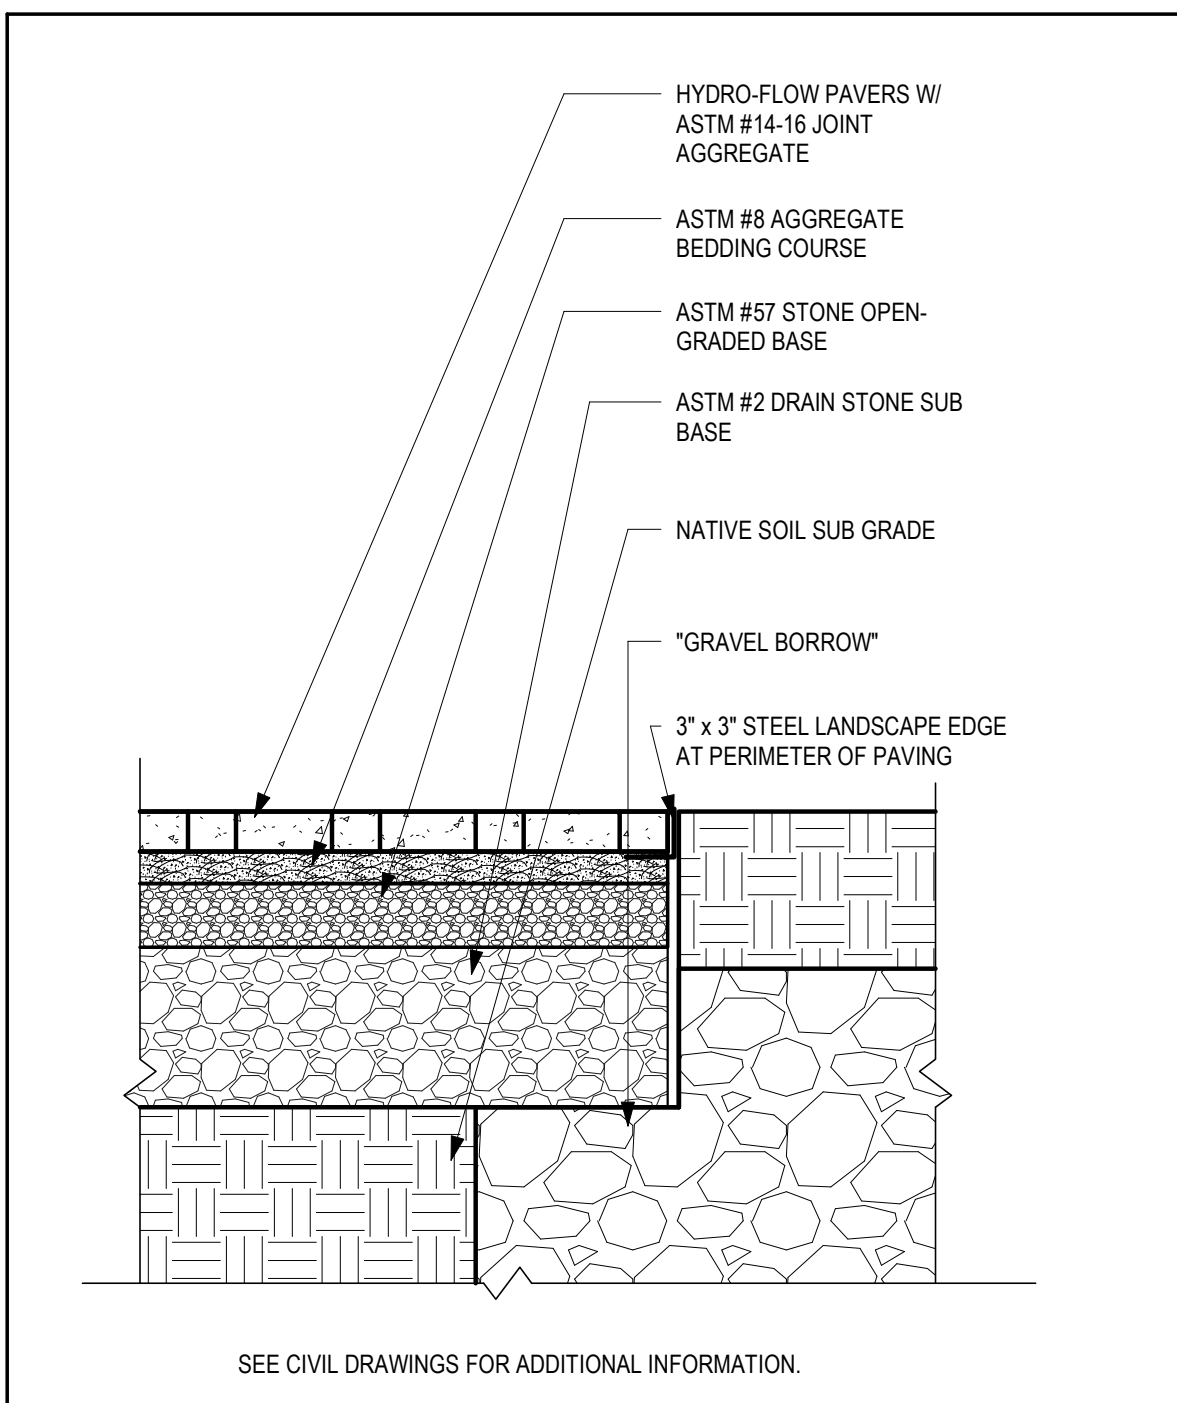 HYDRO-FLOW PAVERS W/
ASTM #14-16 JOINT
AGGREGATE
ASTM #8 AGGREGATE
BEDDING COURSE
ASTM #57 STONE OPEN-
GRADED BASE
ASTM #2 DRAIN STONE SUB
BASE
NATIVE SOIL SUB GRADE
"GRAVEL BORROW"
3" x 3" STEEL LANDSCAPE EDGE
AT PERIMETER OF PAVING
SEE CIVIL DRAWINGS FOR ADDITIONAL INFORMATION.